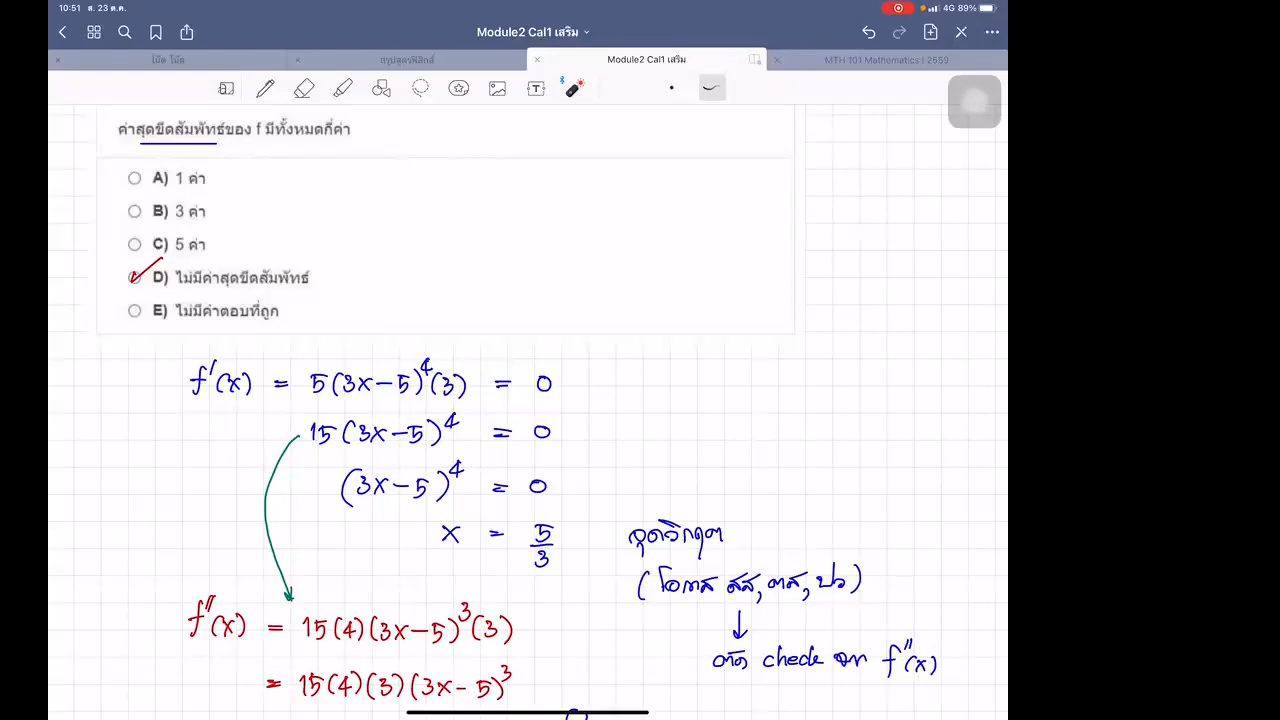 10:51 ส. 23 ต.ค.
4G 89%
Module2 Cal1 เสริม
โน๊ต โน๊ต
สรุปสูตรฟิสิกส์
Module2 Cal1 เสริม
MTH 101 Mathematics I 2559
ค่าสุดขีดสัมพัทธ์ของ f มีทั้งหมดกี่ค่า
A) 1 ค่า
B) 3 ค่า
C) 5 ค่า
D) ไม่มีค่าสุดขีดสัมพัทธ์
E) ไม่มีคำตอบที่ถูก
f'(x) = 5(3x-5)⁴(3) = 0
15(3x-5)⁴ = 0
(3x-5)⁴ = 0
x = 5/3
จุดวิกฤต
(โอกาส สส, ตส, ปว)
f''(x) = 15(4)(3x-5)³(3)
check f''(x)
= 15(4)(3)(3x-5)³